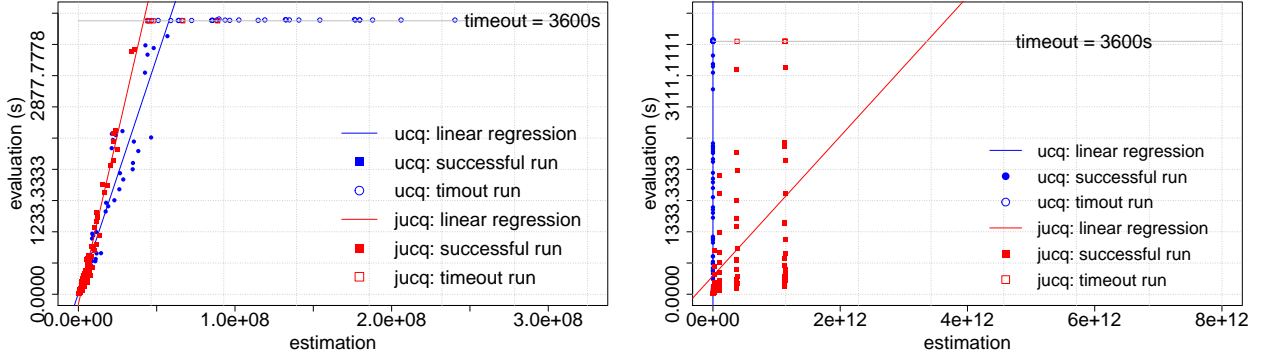 timeout = 3600s
evaluation (s)
0.0000
1233.3333
2877.7778
ucq: linear regression
ucq: successful run
ucq: timout run
jucq: linear regression
jucq: successful run
jucq: timeout run
0.0e+00 1.0e+08 2.0e+08 3.0e+08
estimation
timeout = 3600s
evaluation (s)
0.0000
1333.3333
3111.1111
ucq: linear regression
ucq: successful run
ucq: timout run
jucq: linear regression
jucq: successful run
jucq: timeout run
0e+00 2e+12 4e+12 6e+12 8e+12
estimation